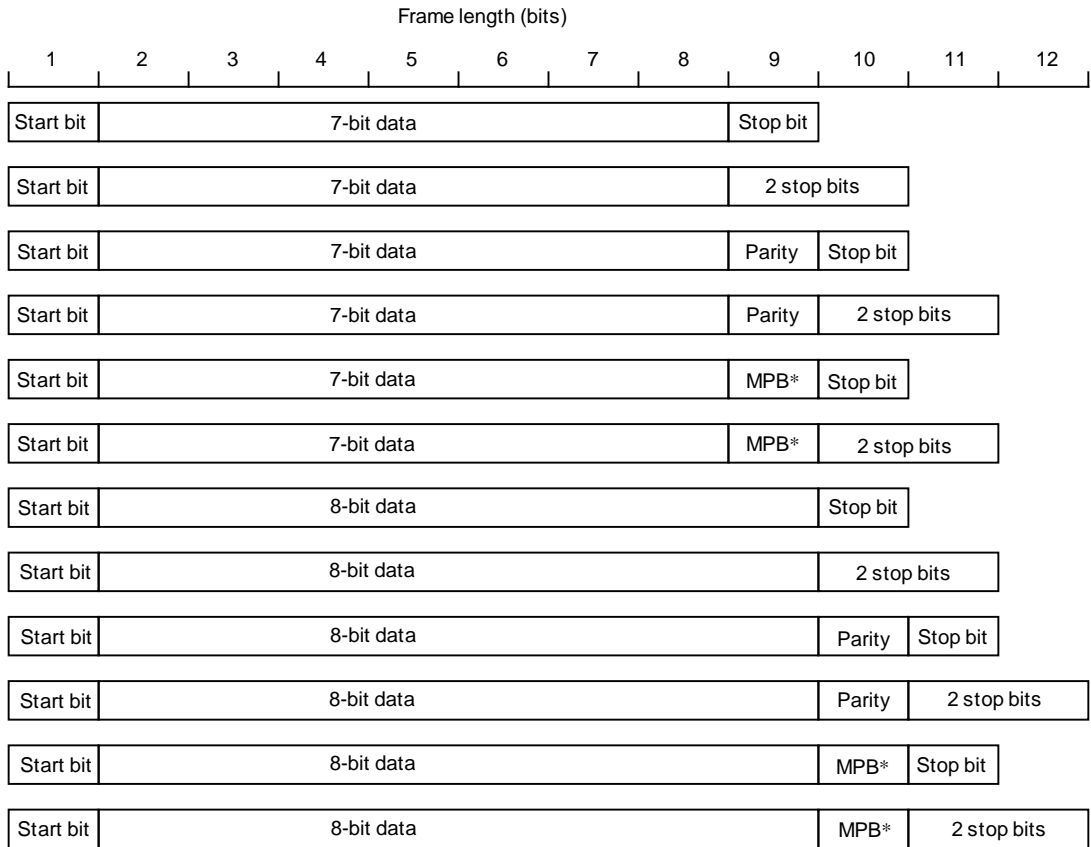 Frame length (bits)
1 2 3 4 5 6 7 8 9 10 11 12
Start bit 7-bit data Stop bit
Start bit 7-bit data 2 stop bits
Start bit 7-bit data Parity Stop bit
Start bit 7-bit data Parity 2 stop bits
Start bit 7-bit data MPB* Stop bit
Start bit 7-bit data MPB* 2 stop bits
Start bit 8-bit data Stop bit
Start bit 8-bit data 2 stop bits
Start bit 8-bit data Parity Stop bit
Start bit 8-bit data Parity 2 stop bits
Start bit 8-bit data MPB* Stop bit
Start bit 8-bit data MPB* 2 stop bits